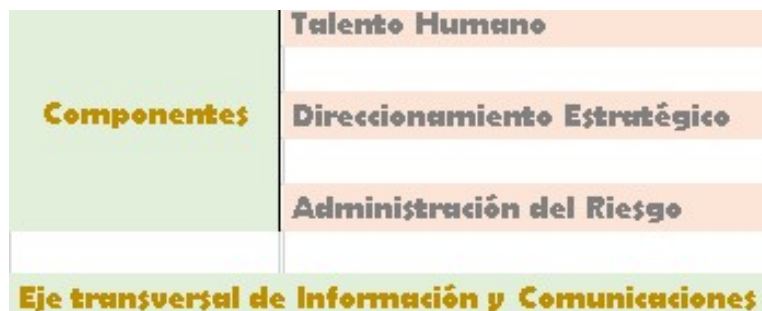 Talento Humano
Componentes
Direccionamiento Estratégico
Administración del Riesgo
Eje transversal de Información y Comunicaciones